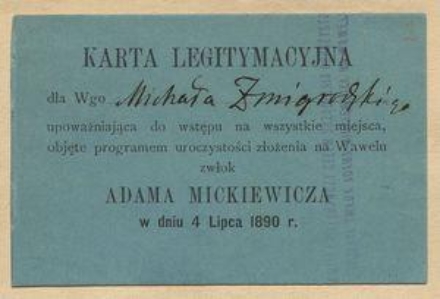 KARTA LEGITYMACYJNA
dla Wgo Michała Żmigrodzkiego
upoważniająca do wstępu na wszystkie miejsca,
objęte programem uroczystości złożenia na Wawelu
zwłok
ADAMA MICKIEWICZA
w dniu 4 Lipca 1890 r.